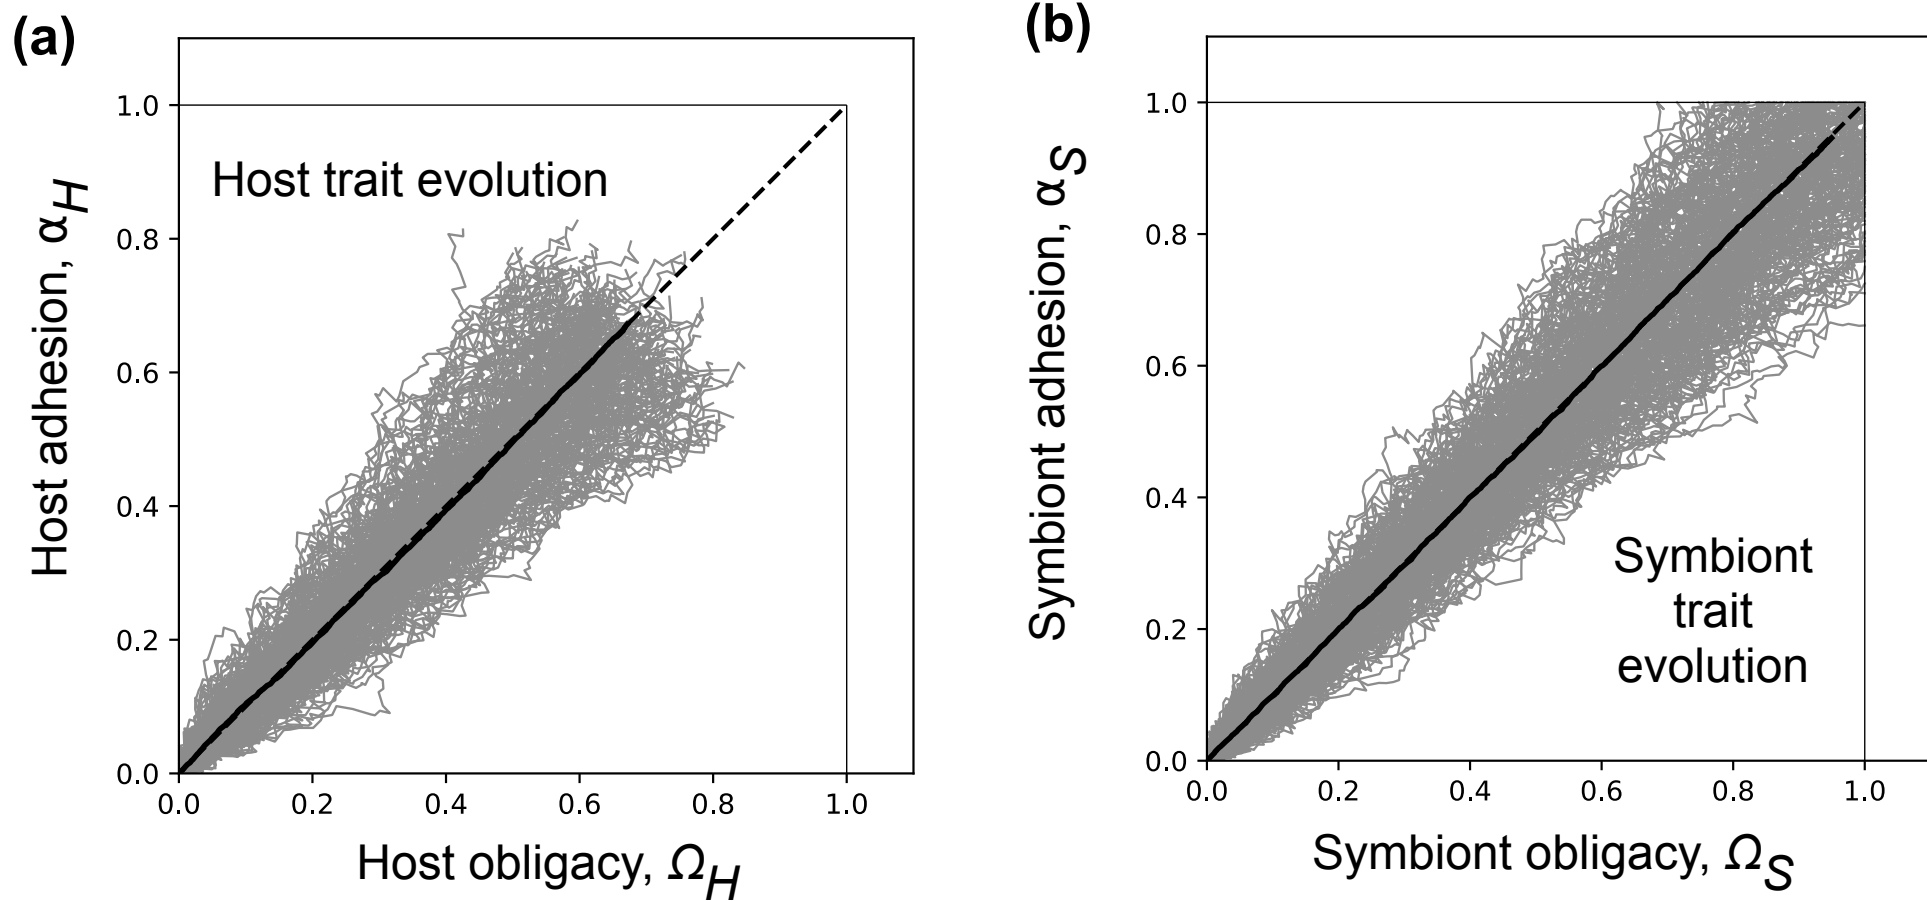 (a)
Host trait evolution
Host adhesion, α_H
1.0
0.8
0.6
0.4
0.2
0.0
0.0 0.2 0.4 0.6 0.8 1.0
Host obligacy, Ω_H
(b)
Symbiont adhesion, α_S
1.0
0.8
0.6
0.4
0.2
0.0
Symbiont
trait
evolution
0.0 0.2 0.4 0.6 0.8 1.0
Symbiont obligacy, Ω_S